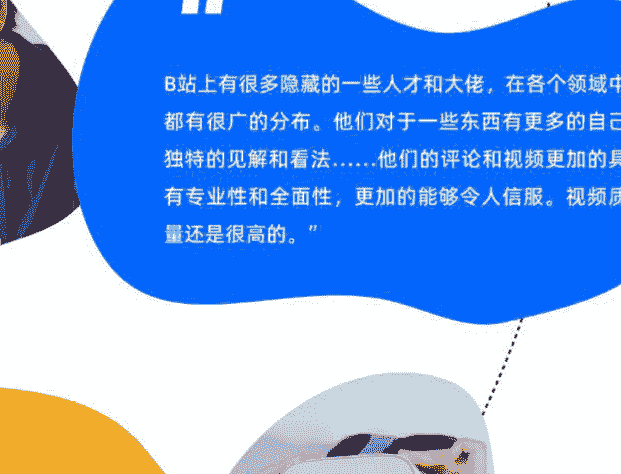 B站上有很多隐藏的一些人才和大佬，在各个领域中
都有很广的分布。他们对于一些东西有更多的自己
独特的见解和看法……他们的评论和视频更加的具
有专业性和全面性，更加的能够令人信服。视频质
量还是很高的。”